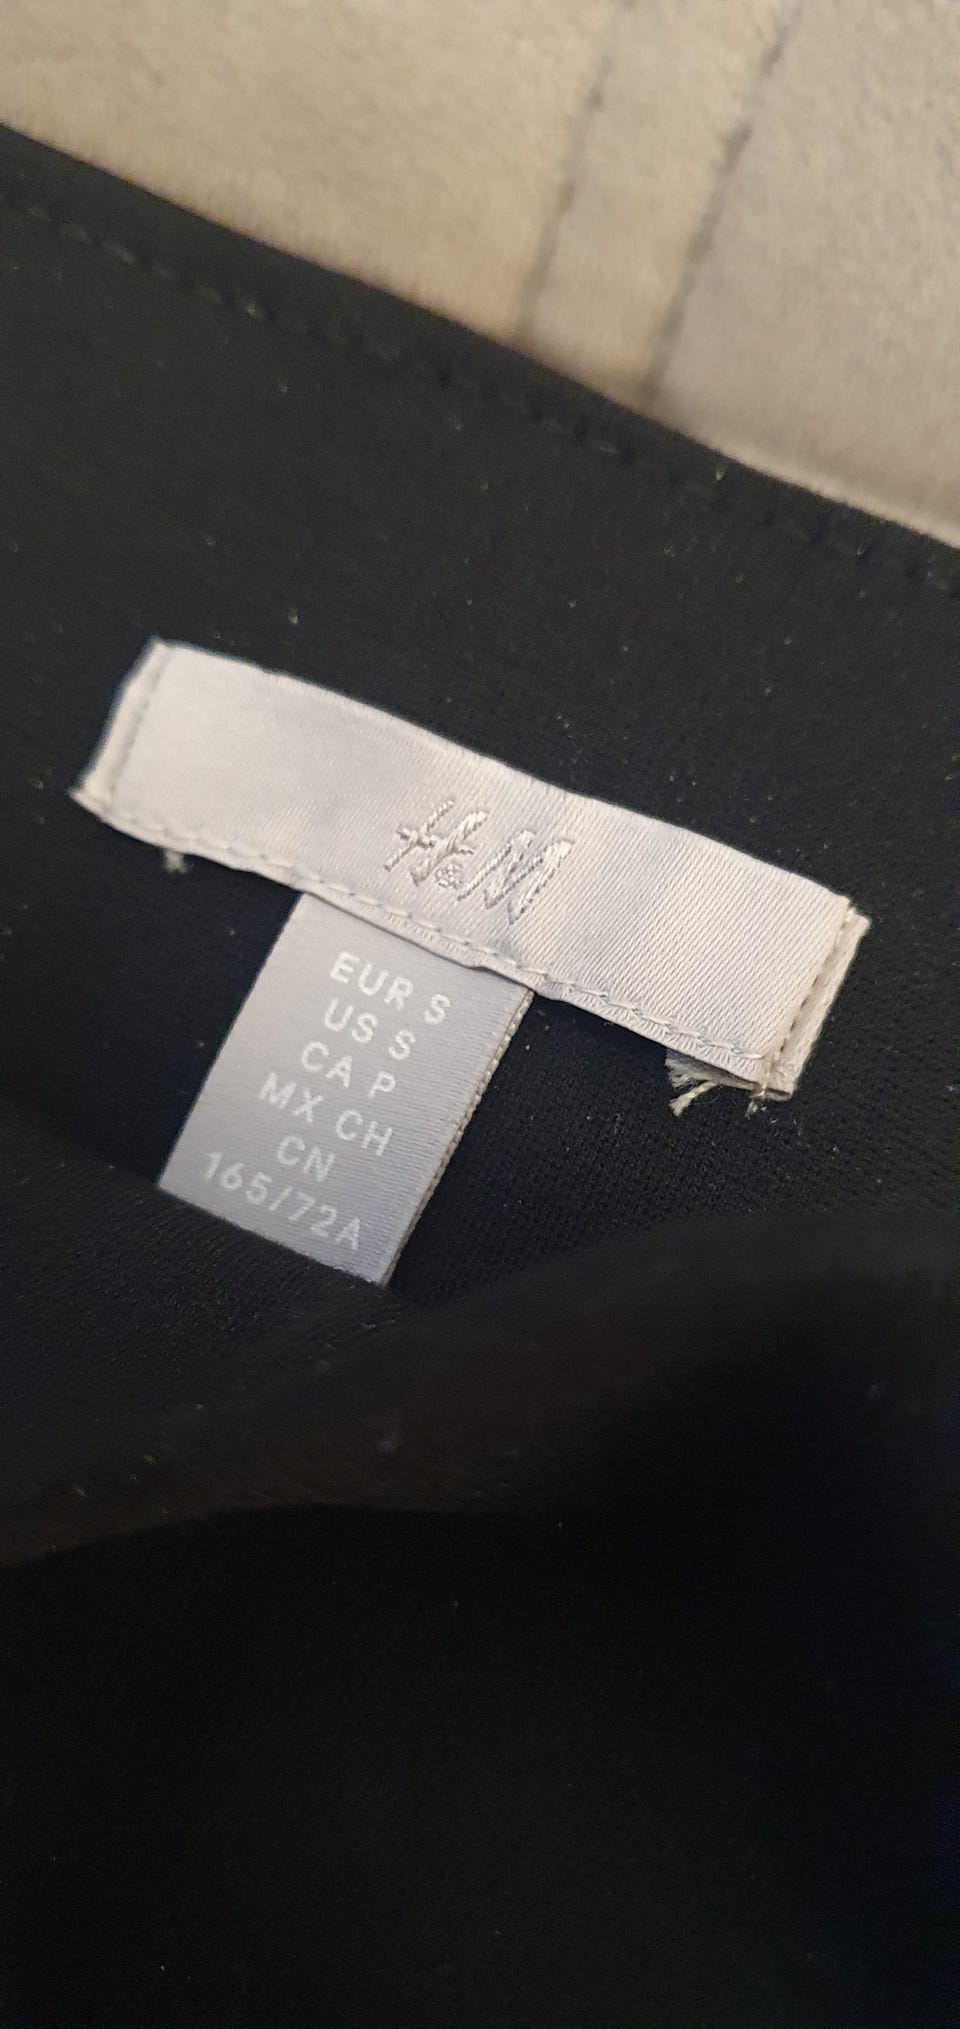 H&M
EUR S
US S
CA P
MX CH
CN
165/72A